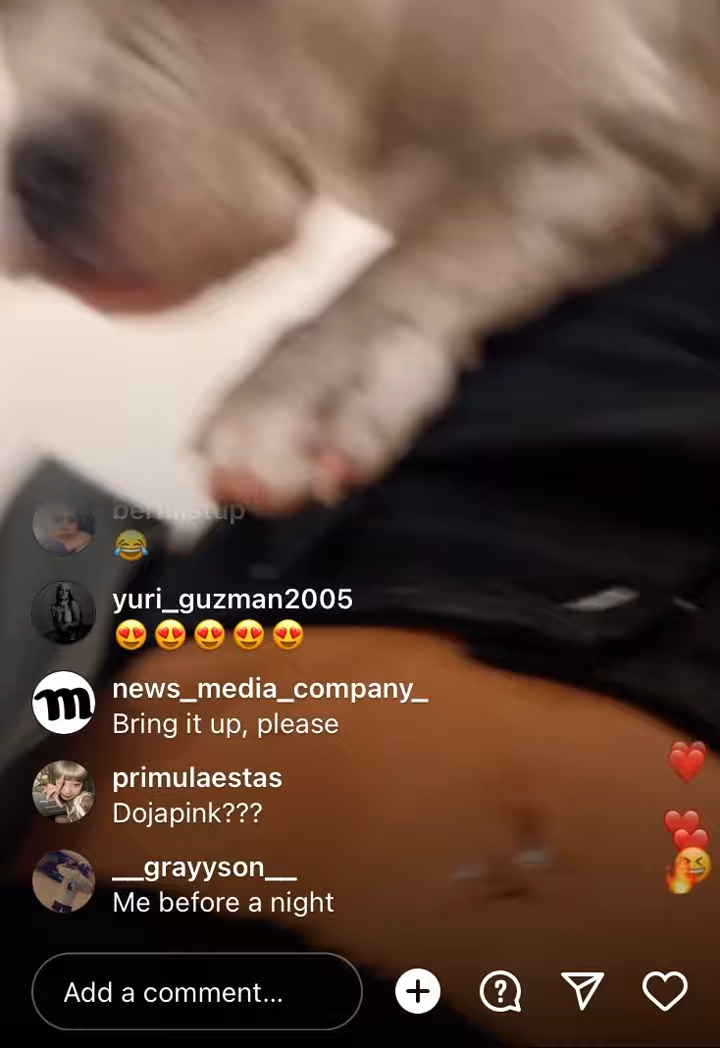 yuri_guzman2005
😍😍😍😍😍
news_media_company_
m
Bring it up, please
primulaestas
Dojapink???
__grayyson__
Me before a night
Add a comment...